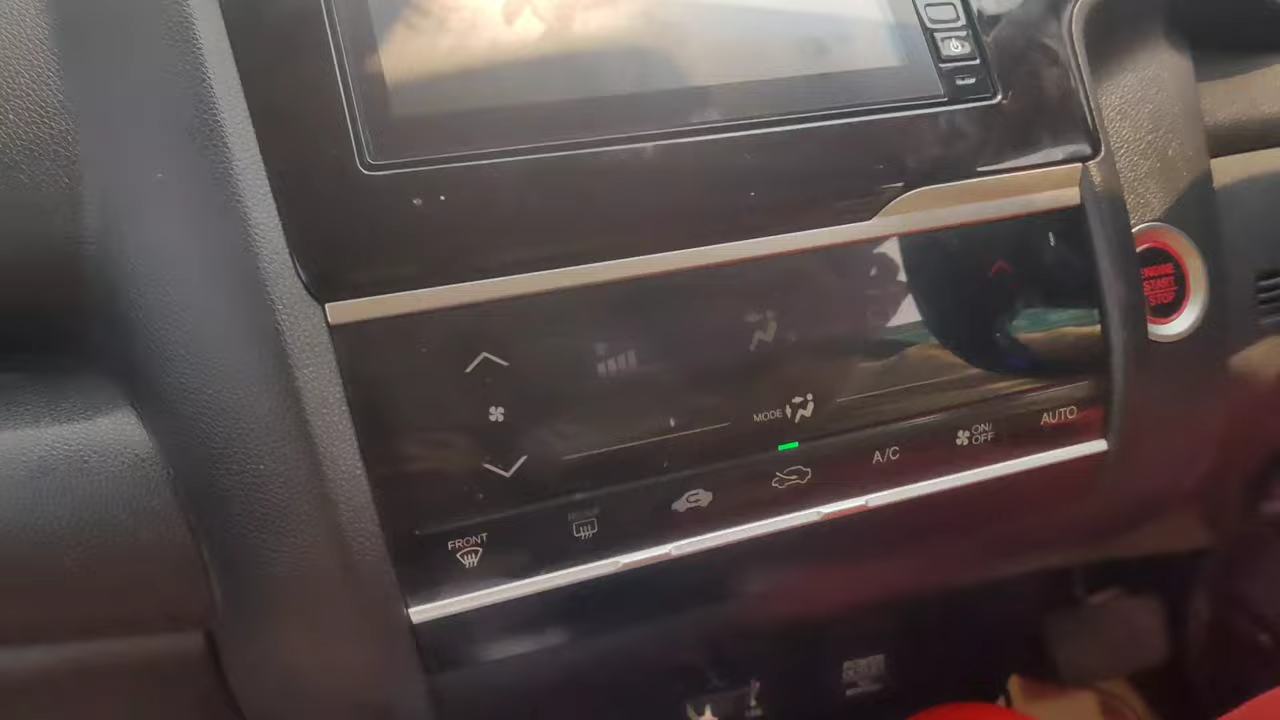 ENGINE
START
STOP
MODE
ON/
OFF
AUTO
A/C
FRONT